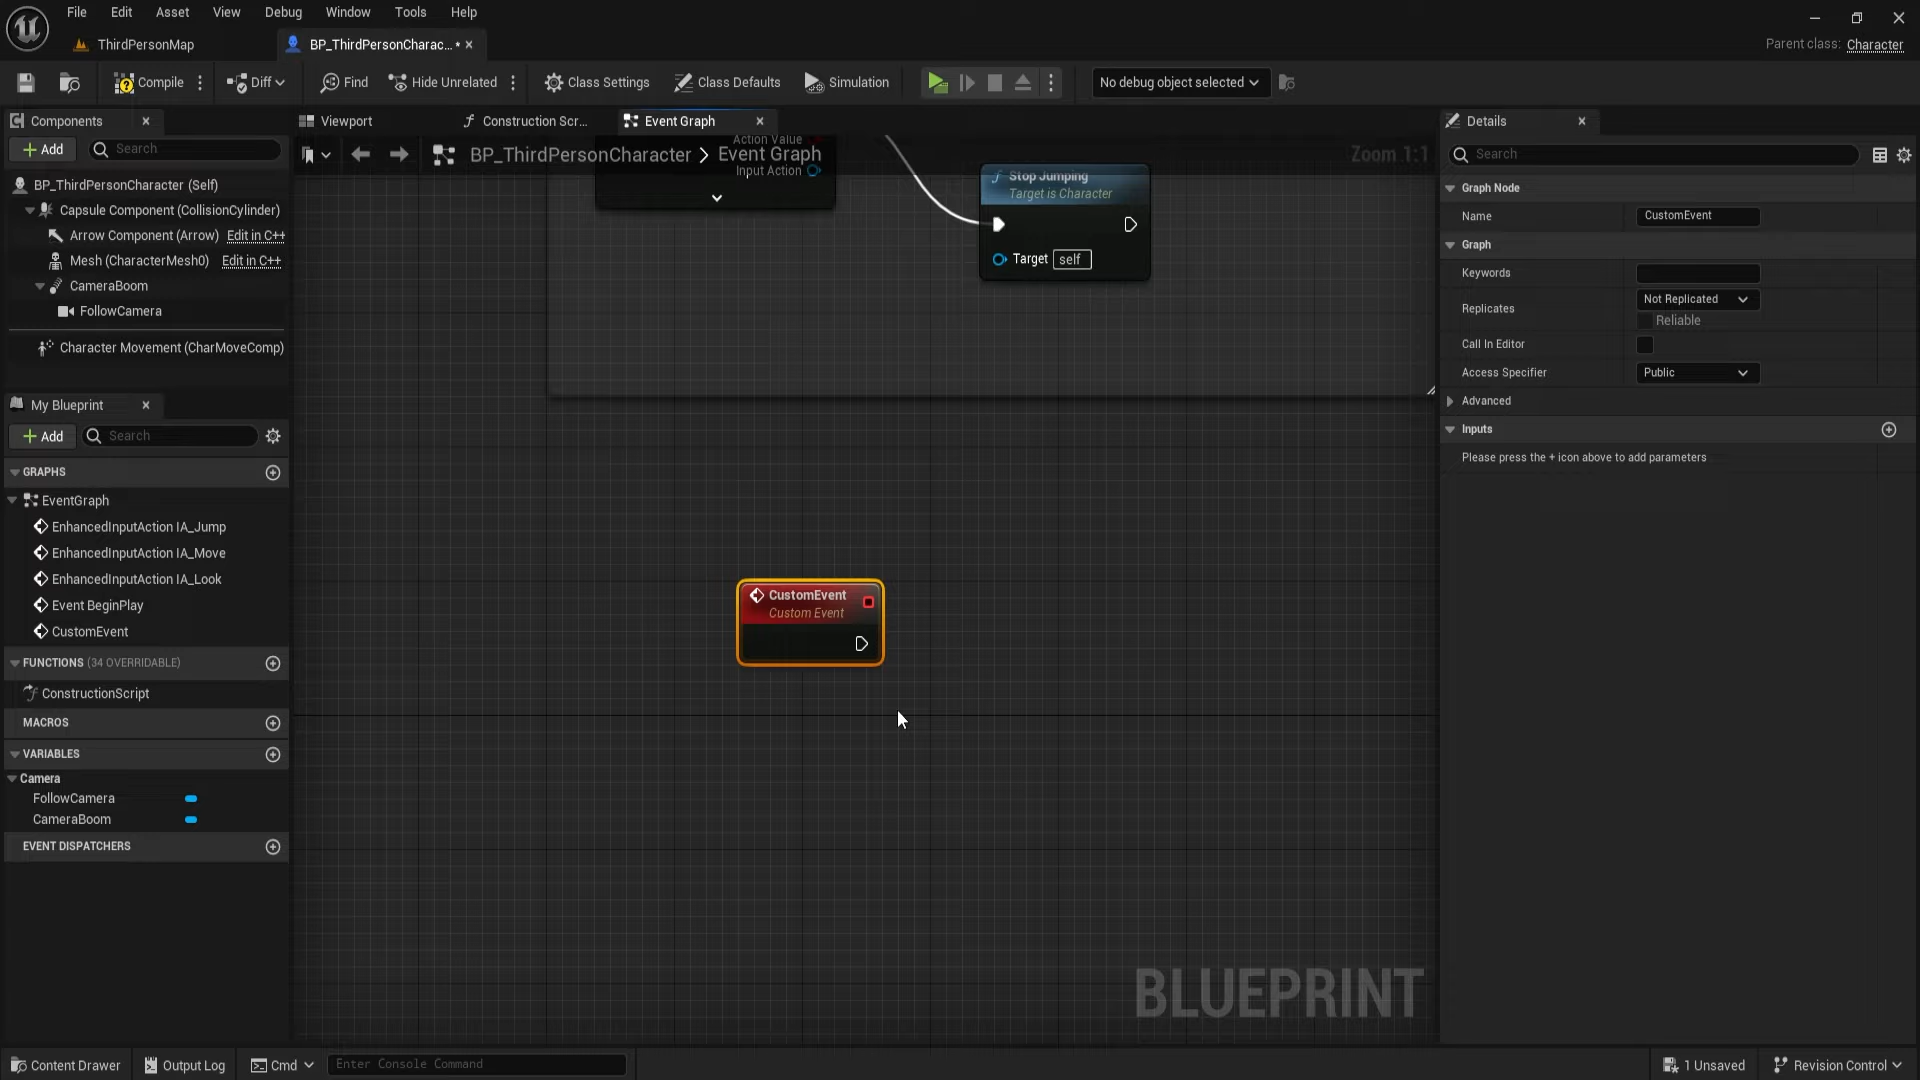 File Edit Asset View Debug Window Tools Help
ThirdPersonMap
BP_ThirdPersonCharac... •
Parent class: Character
Compile
Diff
Find
Hide Unrelated
Class Settings
Class Defaults
Simulation
No debug object selected
Components
Add
Search
BP_ThirdPersonCharacter (Self)
Capsule Component (CollisionCylinder)
Arrow Component (Arrow) Edit in C++
Mesh (CharacterMesh0) Edit in C++
CameraBoom
FollowCamera
Character Movement (CharMoveComp)
My Blueprint
Add
Search
GRAPHS
EventGraph
EnhancedInputAction IA_Jump
EnhancedInputAction IA_Move
EnhancedInputAction IA_Look
Event BeginPlay
CustomEvent
FUNCTIONS (34 OVERRIDABLE)
ConstructionScript
MACROS
VARIABLES
Camera
FollowCamera
CameraBoom
EVENT DISPATCHERS
Viewport
Construction Scr...
Event Graph
BP_ThirdPersonCharacter > Event Graph
Zoom 1:1
Action Value
Input Action
Stop Jumping
Target is Character
Target self
CustomEvent
Custom Event
BLUEPRINT
Details
Search
Graph Node
Name CustomEvent
Graph
Keywords
Replicates Not Replicated
Reliable
Call In Editor
Access Specifier Public
Advanced
Inputs
Please press the + icon above to add parameters
Content Drawer
Output Log
Cmd
Enter Console Command
1 Unsaved
Revision Control